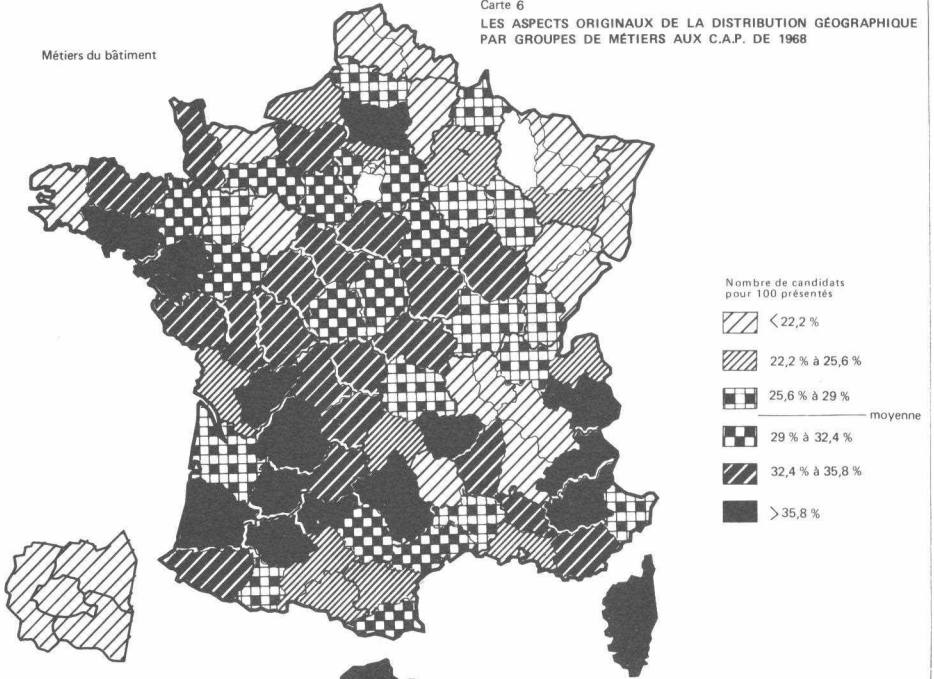 Carte 6
LES ASPECTS ORIGINAUX DE LA DISTRIBUTION GÉOGRAPHIQUE
PAR GROUPES DE MÉTIERS AUX C.A.P. DE 1968
Métiers du bâtiment
Nombre de candidats
pour 100 présentés
< 22,2 %
22,2 % à 25,6 %
25,6 % à 29 %
moyenne
29 % à 32,4 %
32,4 % à 35,8 %
> 35,8 %